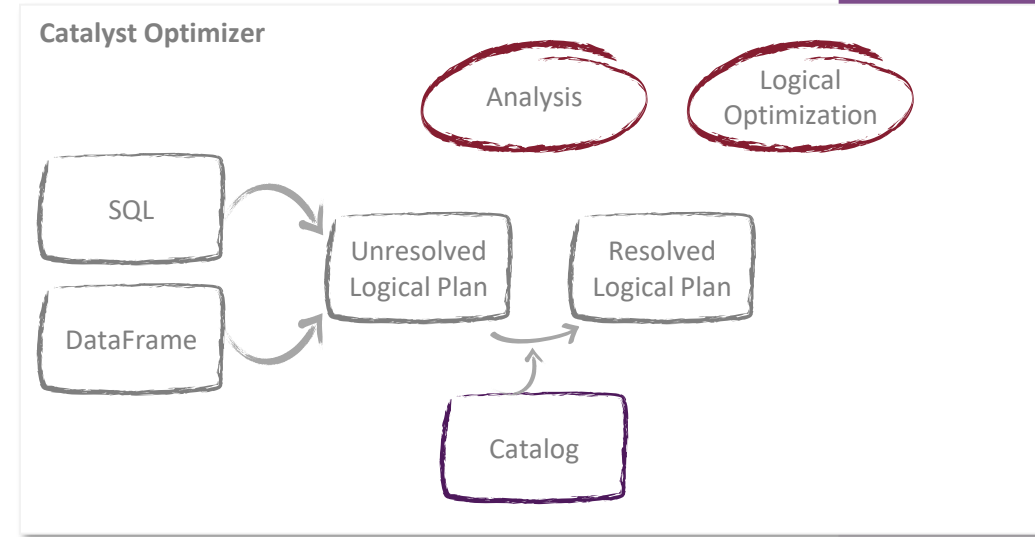 Catalyst Optimizer
Analysis
Logical
Optimization
SQL
Unresolved
Logical Plan
Resolved
Logical Plan
DataFrame
Catalog